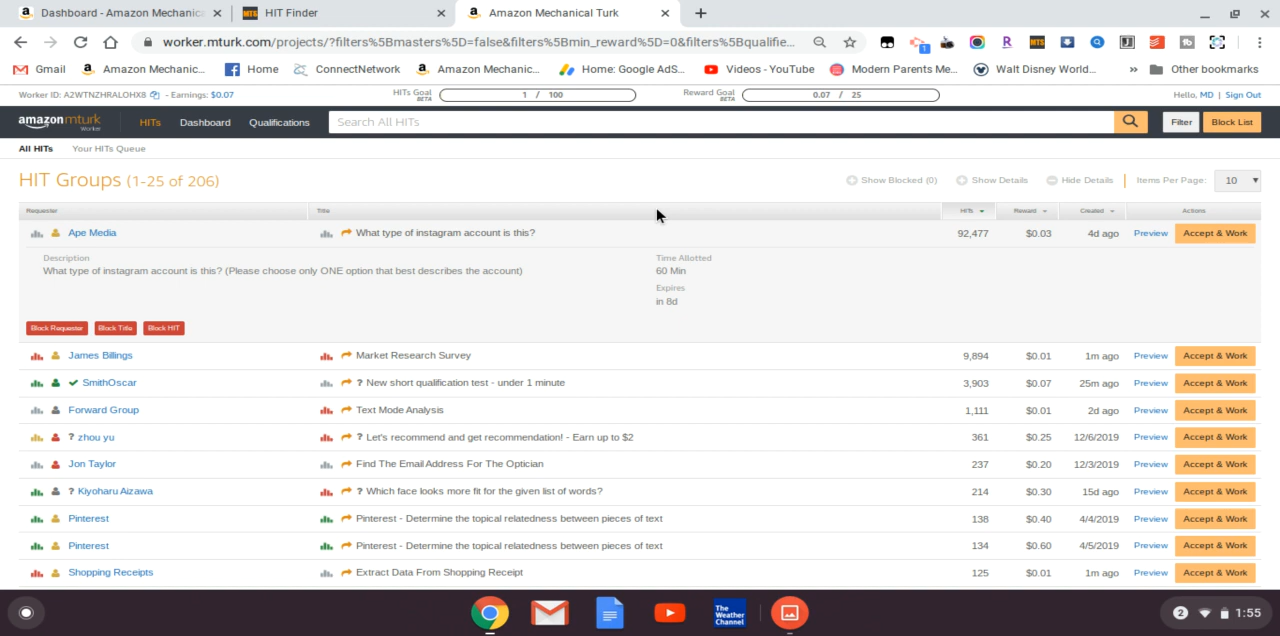 Dashboard - Amazon Mechanic
HIT Finder
Amazon Mechanical Turk
worker.mturk.com/projects/?filters%5Bmasters%5D=false&filters%5Bmin_reward%5D=0&filters%5Bqualifie...
Gmail Amazon Mechanic... Home ConnectNetwork Amazon Mechanic... Home: Google AdS... Videos - YouTube Modern Parents Me... Walt Disney World... » Other bookmarks
Worker ID: A2WTNZHRALOHX8 - Earnings: $0.07 HITs Goal BETA 1 / 100 Reward Goal BETA 0.07 / 25 Hello, MD | Sign Out
amazon mturk Worker HITs Dashboard Qualifications Search All HITs Filter Block List
All HITs Your HITs Queue
HIT Groups (1-25 of 206) Show Blocked (0) Show Details Hide Details Items Per Page: 10
Requester Title HITs Reward Created Actions
Ape Media What type of instagram account is this? 92,477 $0.03 4d ago Preview Accept & Work
Description Time Allotted
What type of instagram account is this? (Please choose only ONE option that best describes the account) 60 Min
Expires
in 8d
Block Requester Block Title Block HIT
James Billings Market Research Survey 9,894 $0.01 1m ago Preview Accept & Work
SmithOscar ? New short qualification test - under 1 minute 3,903 $0.07 25m ago Preview Accept & Work
Forward Group Text Mode Analysis 1,111 $0.01 2d ago Preview Accept & Work
? zhou yu ? Let's recommend and get recommendation! - Earn up to $2 361 $0.25 12/6/2019 Preview Accept & Work
Jon Taylor Find The Email Address For The Optician 237 $0.20 12/3/2019 Preview Accept & Work
? Kiyoharu Aizawa ? Which face looks more fit for the given list of words? 214 $0.30 15d ago Preview Accept & Work
Pinterest Pinterest - Determine the topical relatedness between pieces of text 138 $0.40 4/4/2019 Preview Accept & Work
Pinterest Pinterest - Determine the topical relatedness between pieces of text 134 $0.60 4/5/2019 Preview Accept & Work
Shopping Receipts Extract Data From Shopping Receipt 125 $0.01 1m ago Preview Accept & Work
The Weather Channel
2 1:55